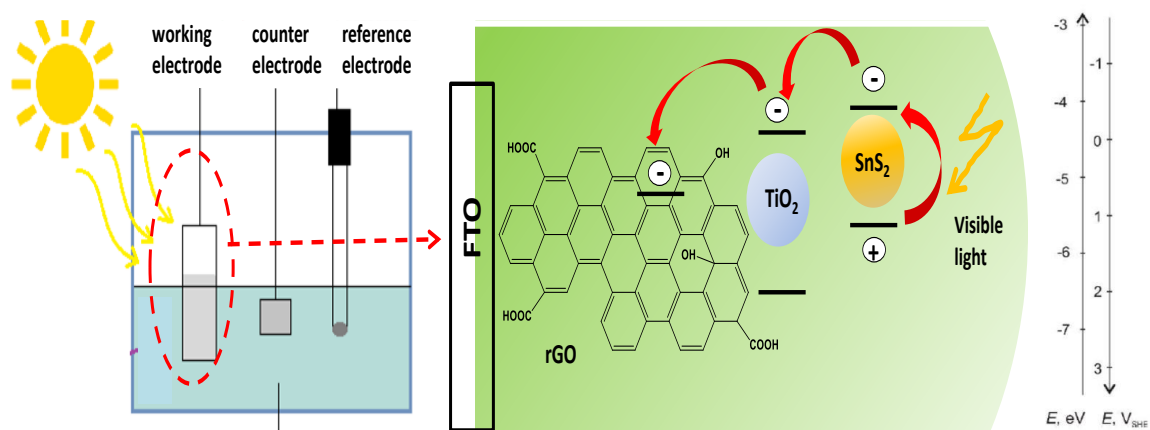 working
electrode
counter
electrode
reference
electrode
FTO
HOOC
OH
OH
HOOC
COOH
rGO
TiO₂
SnS₂
-
-
-
+
Visible
light
-3
-4
-5
-6
-7
E, eV
-1
0
1
2
3
E, V_SHE